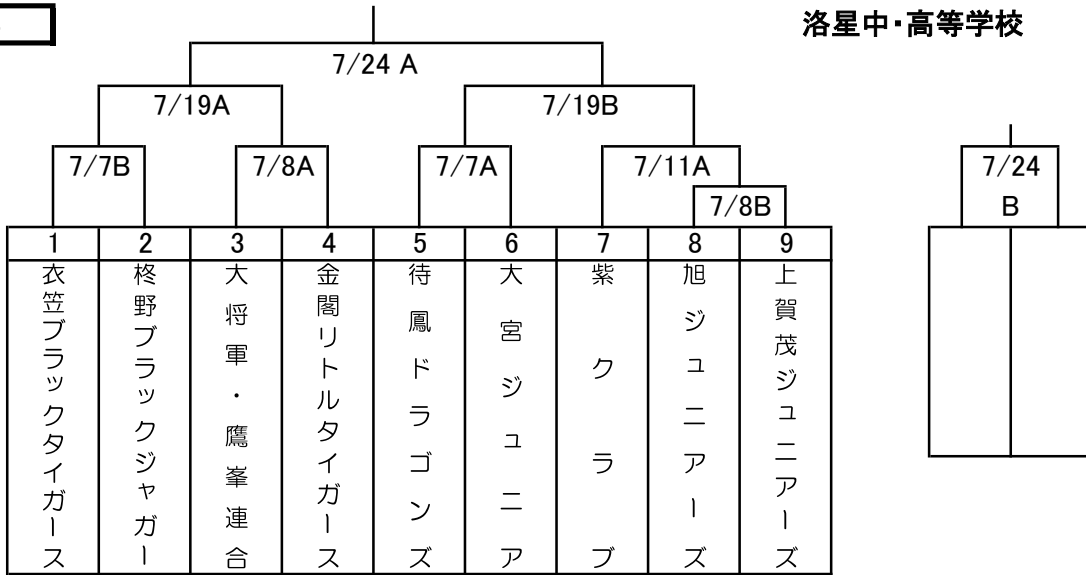 洛星中・高等学校
7/24 A
7/19A
7/19B
7/7B
7/8A
7/7A
7/11A
7/24
B
7/8B
1 2 3 4 5 6 7 8 9
衣笠ブラックタイガース
柊野ブラックジャガー
大将軍・鷹峯連合
金閣リトルタイガース
待鳳ドラゴンズ
大宮ジュニア
紫クラブ
旭ジュニアーズ
上賀茂ジュニアーズ